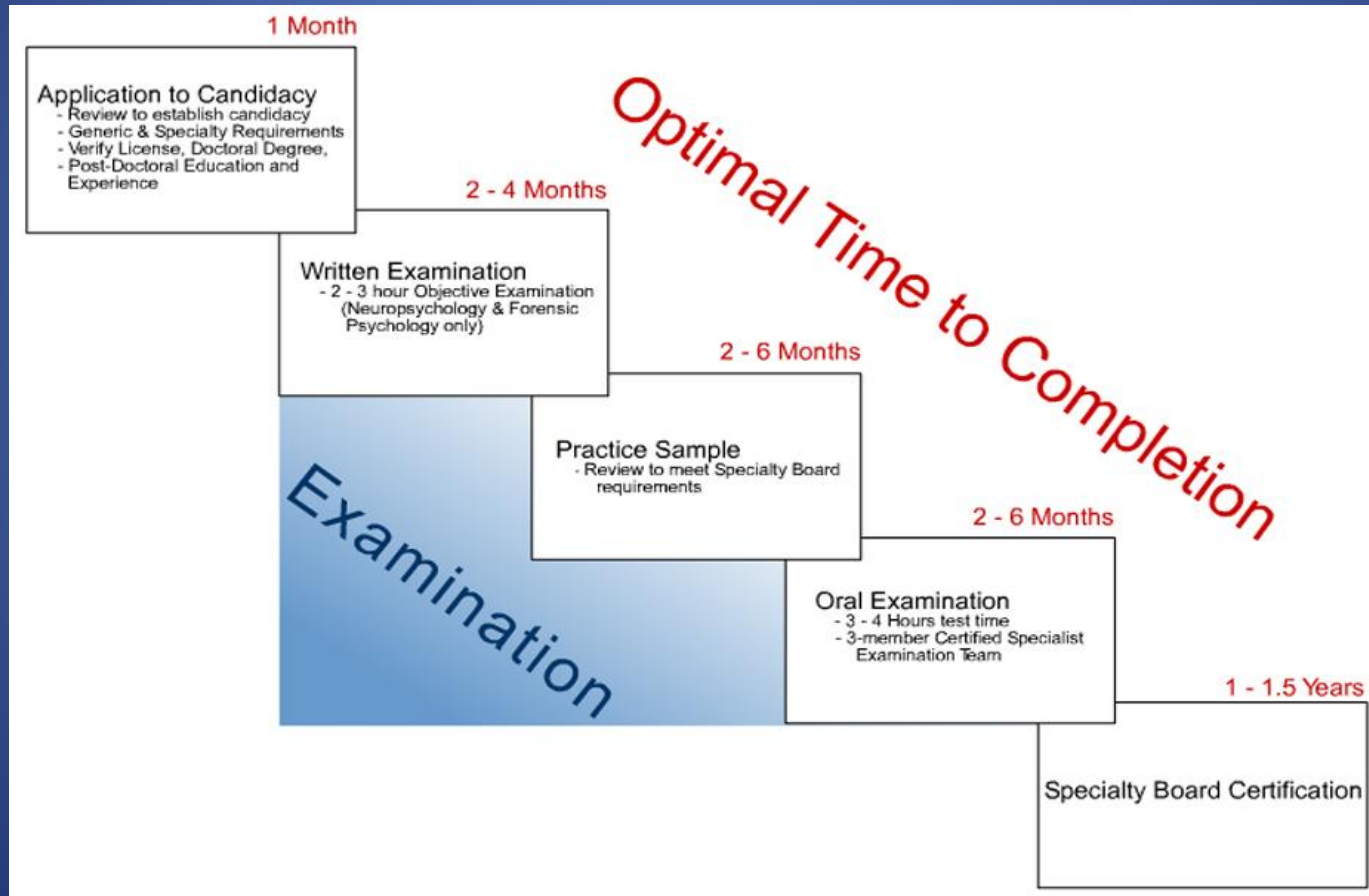 1 Month
Application to Candidacy
- Review to establish candidacy
- Generic & Specialty Requirements
- Verify License, Doctoral Degree,
- Post-Doctoral Education and
Experience
Optimal Time to Completion
2 - 4 Months
Written Examination
- 2 - 3 hour Objective Examination
(Neuropsychology & Forensic
Psychology only)
2 - 6 Months
Practice Sample
- Review to meet Specialty Board
requirements
Examination
2 - 6 Months
Oral Examination
- 3 - 4 Hours test time
- 3-member Certified Specialist
Examination Team
1 - 1.5 Years
Specialty Board Certification